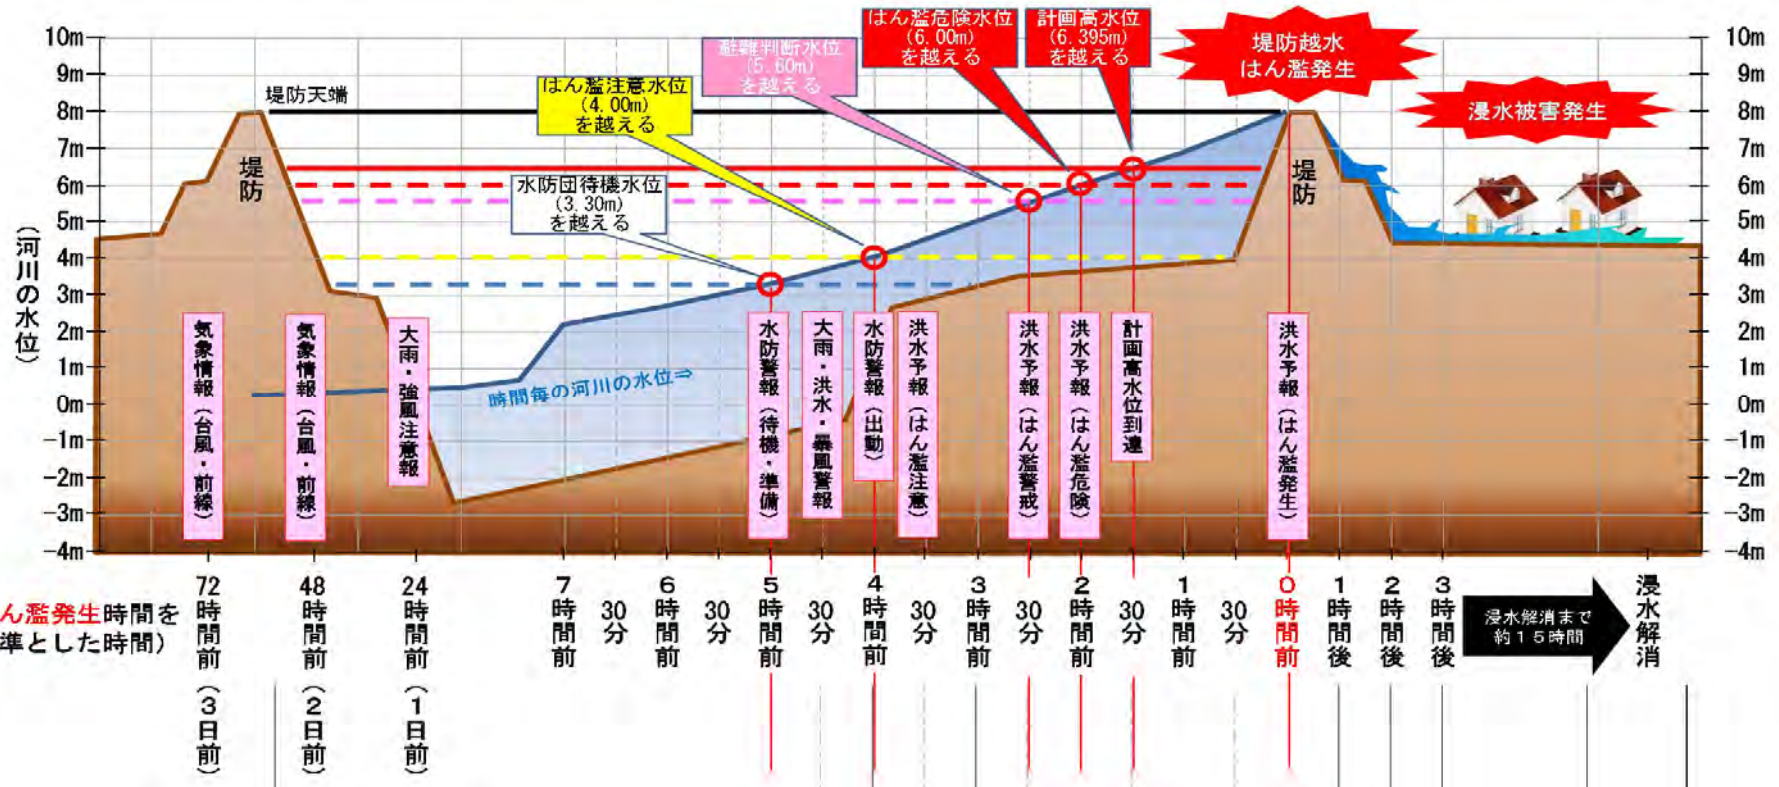 はん濫危険水位
(6.00m)
を越える
計画高水位
(6.395m)
を越える
堤防越水
はん濫発生
避難判断水位
(5.60m)
を越える
浸水被害発生
はん濫注意水位
(4.00m)
を越える
堤防天端
水防団待機水位
(3.30m)
を越える
堤防
堤防
(河川の水位)
10m
9m
8m
7m
6m
5m
4m
3m
2m
1m
0m
-1m
-2m
-3m
-4m
10m
9m
8m
7m
6m
5m
4m
3m
2m
1m
0m
-1m
-2m
-3m
-4m
時間毎の河川の水位⇒
気象情報(台風・前線)
気象情報(台風・前線)
大雨・強風注意報
水防警報(待機・準備)
大雨・洪水・暴風警報
水防警報(出動)
洪水予報(はん濫注意)
洪水予報(はん濫警戒)
洪水予報(はん濫危険)
計画高水位到達
洪水予報(はん濫発生)
ん濫発生時間を
準とした時間)
72時間前(3日前)
48時間前(2日前)
24時間前(1日前)
7時間前
30分
6時間前
30分
5時間前
30分
4時間前
30分
3時間前
30分
2時間前
30分
1時間前
30分
0時間前
1時間後
2時間後
3時間後
浸水解消まで
約15時間
浸水解消